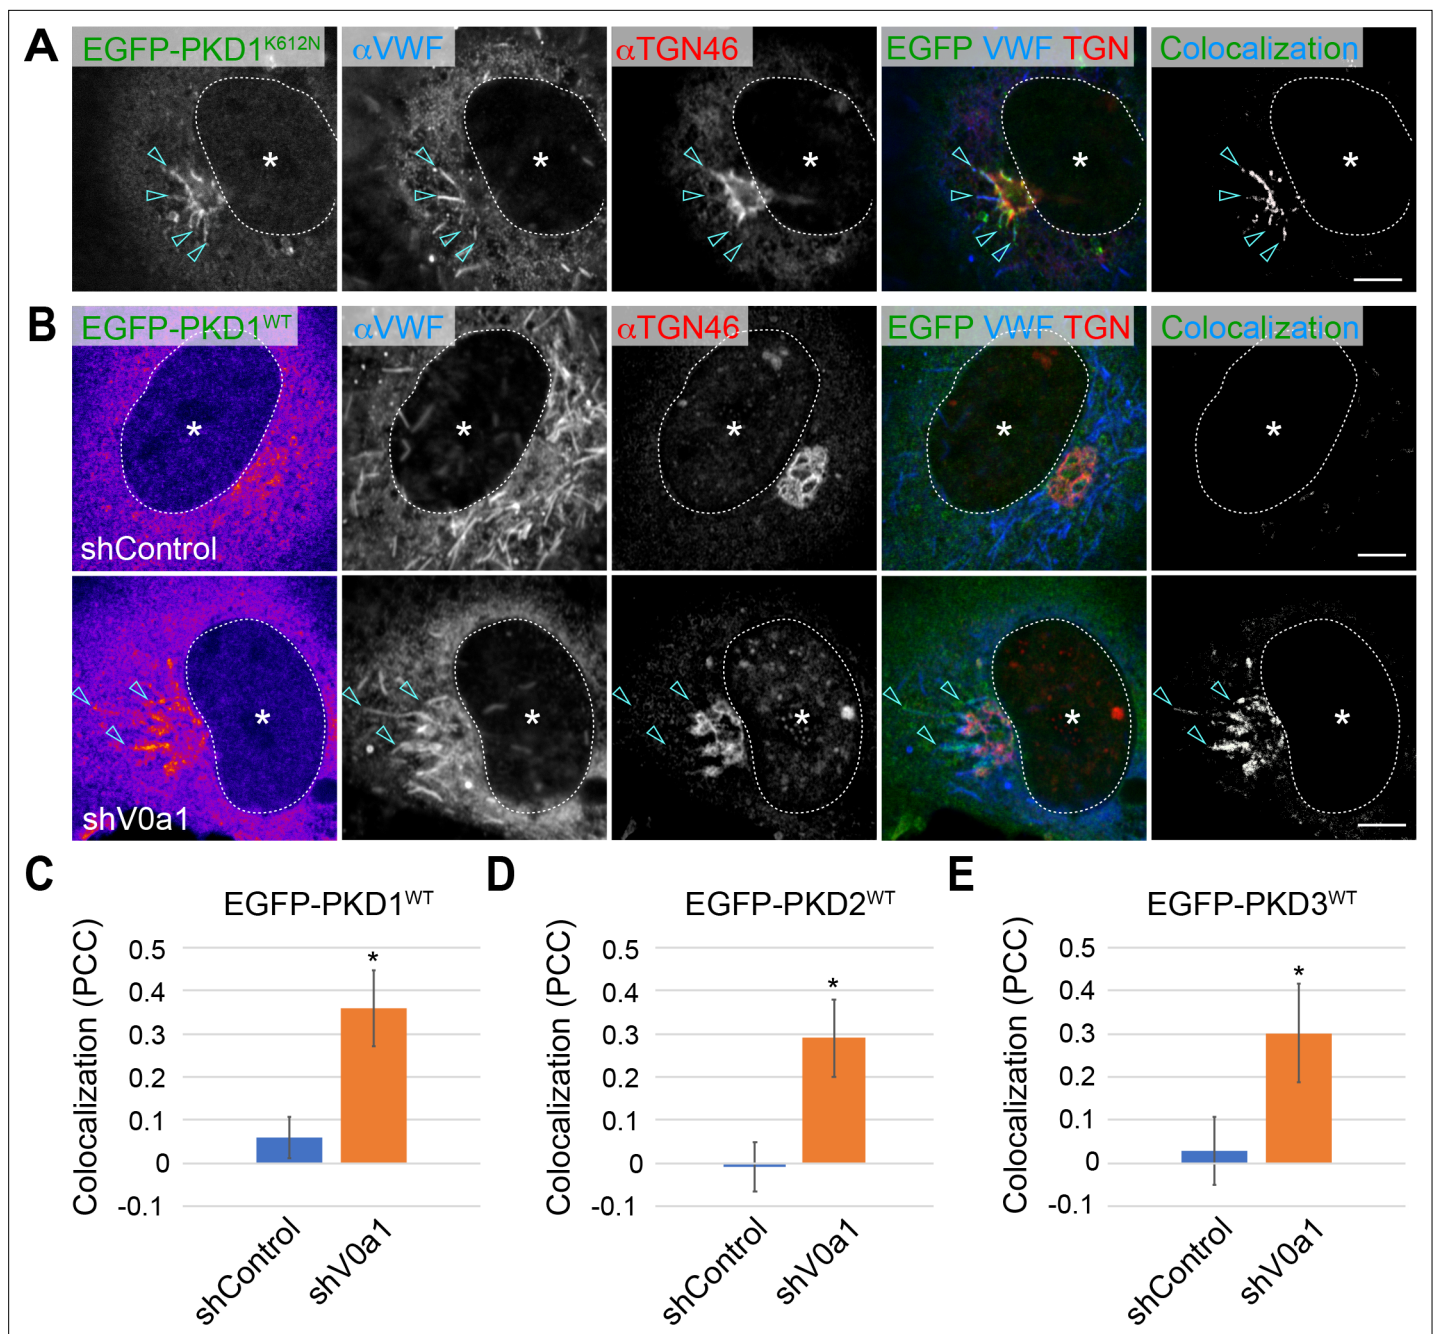 A
EGFP-PKD1K612N
αVWF
αTGN46
EGFP VWF TGN
Colocalization
*
*
*
*
*
B
EGFP-PKD1WT
αVWF
αTGN46
EGFP VWF TGN
Colocalization
*
*
*
*
*
shControl
*
*
*
*
*
shV0a1
C
EGFP-PKD1WT
Colocalization (PCC)
0.5
0.4
0.3
0.2
0.1
0
-0.1
*
shControl
shV0a1
D
EGFP-PKD2WT
Colocalization (PCC)
0.5
0.4
0.3
0.2
0.1
0
-0.1
*
shControl
shV0a1
E
EGFP-PKD3WT
Colocalization (PCC)
0.5
0.4
0.3
0.2
0.1
0
-0.1
*
shControl
shV0a1